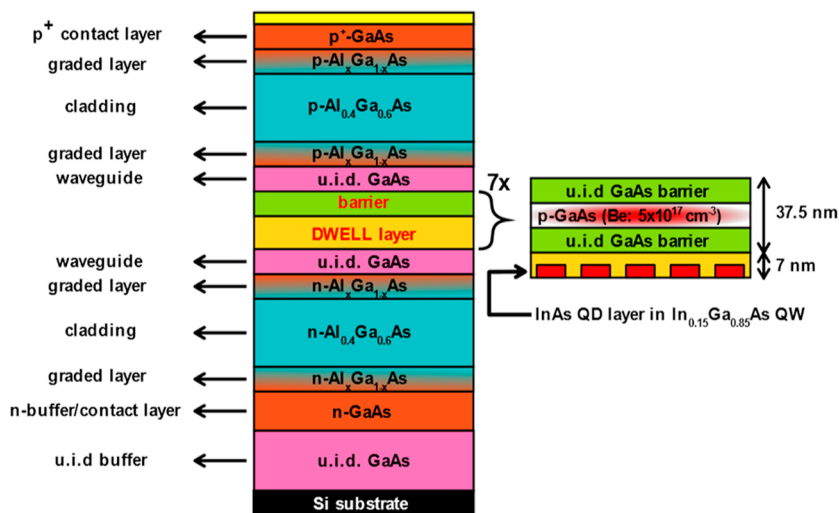 p+ contact layer
graded layer
cladding
graded layer
waveguide
waveguide
graded layer
cladding
graded layer
n-buffer/contact layer
u.i.d buffer
p+-GaAs
p-AlxGa1-xAs
p-Al0.4Ga0.6As
p-AlxGa1-xAs
u.i.d. GaAs
barrier
DWELL layer
u.i.d. GaAs
n-AlxGa1-xAs
n-Al0.4Ga0.6As
n-AlxGa1-xAs
n-GaAs
u.i.d. GaAs
Si substrate
7x
u.i.d GaAs barrier
p-GaAs (Be: 5x10^17 cm^-3)
u.i.d GaAs barrier
37.5 nm
7 nm
InAs QD layer in In0.15Ga0.85As QW